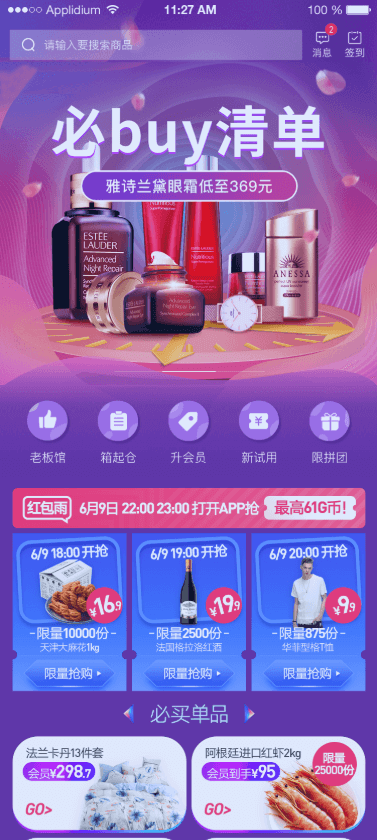 Applidium 11:27 AM 100 %
请输入要搜索商品
2
消息 签到
必buy清单
雅诗兰黛眼霜低至369元
ESTĒE
LAUDER
Advanced
Night Repair
Nutritious
Nutritious
Advanced
Night Repair
ANESSA
老板馆 箱起仓 升会员 新试用 限拼团
红包雨 6月9日 22:00 23:00 打开APP抢 最高61G币!
6/9 18:00 开抢 6/9 19:00 开抢 6/9 20:00 开抢
¥16.9 ¥19.9 ¥9.9
限量10000份 限量2500份 限量875份
天津大麻花1kg 法国格拉洛红酒 华菲型格T恤
限量抢购 限量抢购 限量抢购
必买单品
法兰卡丹13件套 阿根廷进口红虾2kg
会员¥298.7 会员到手¥95
限量
25000份
GO> GO>